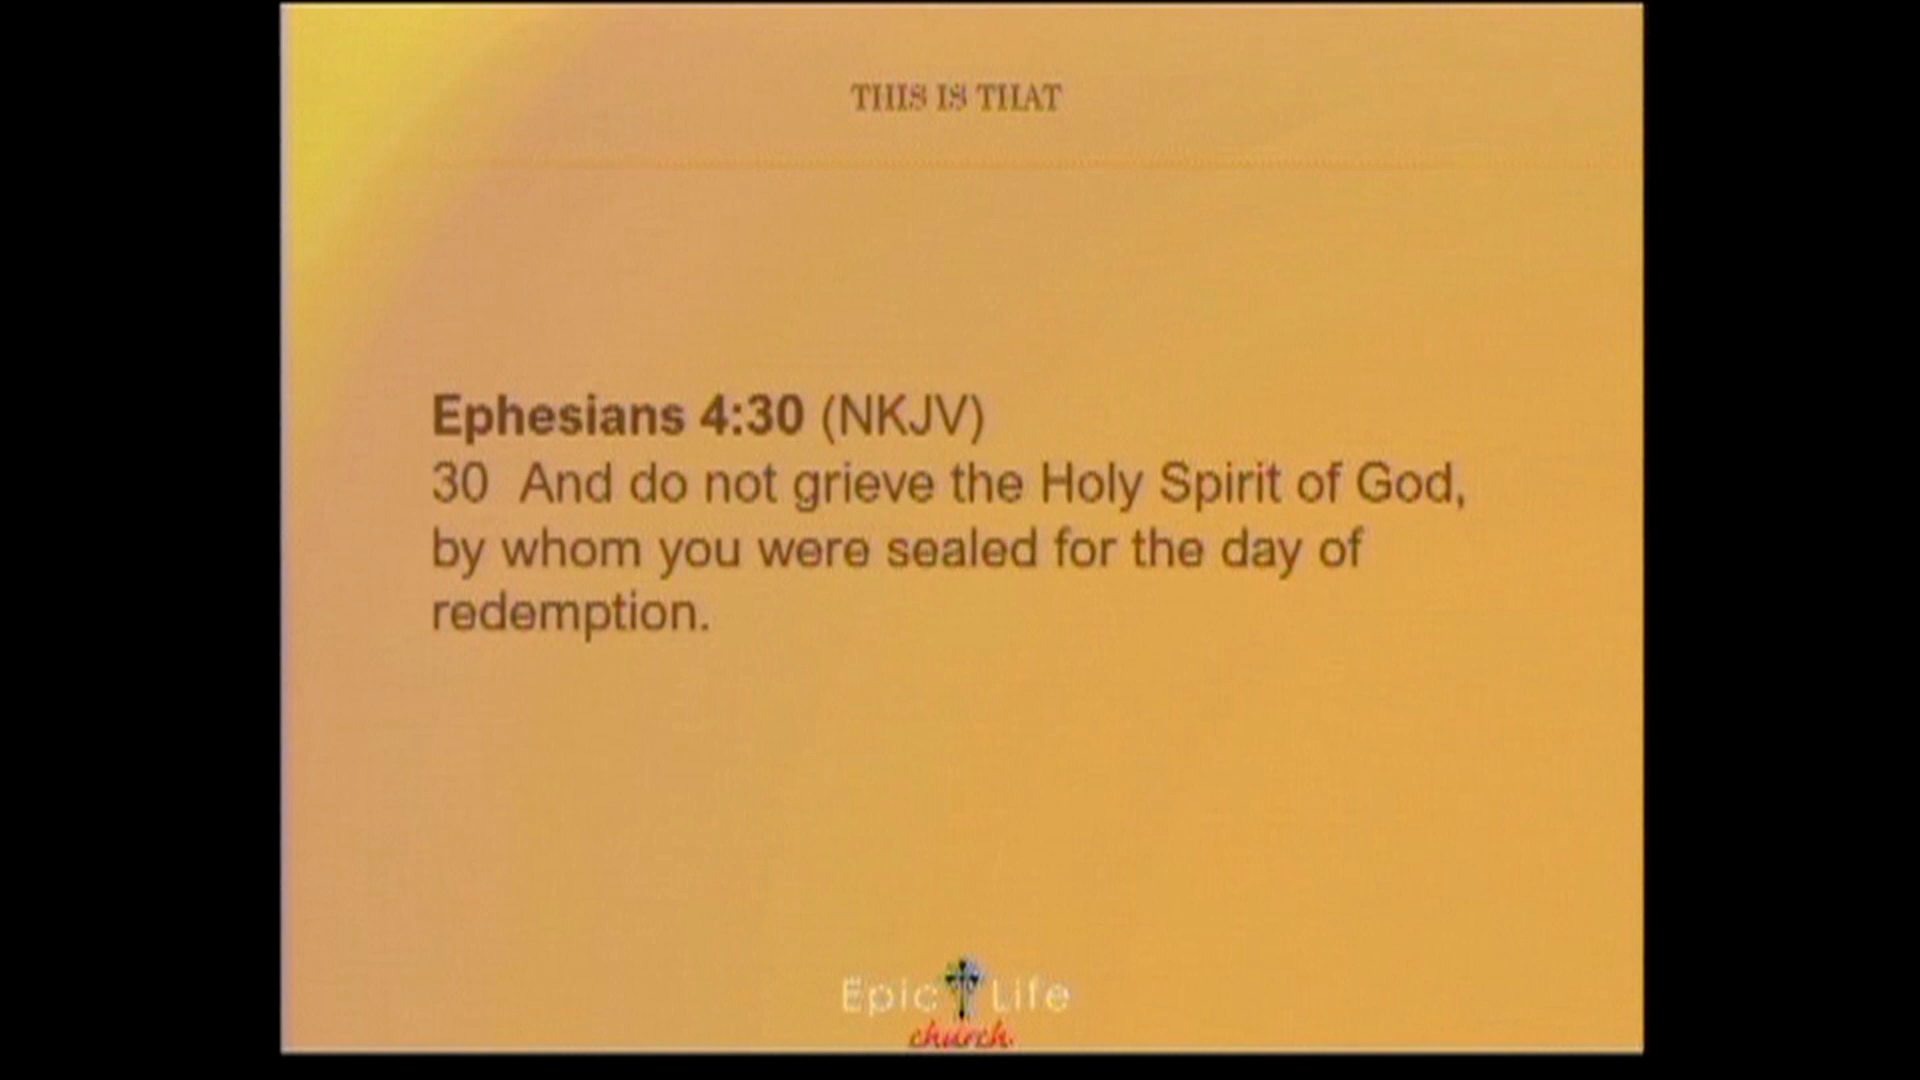 THIS IS THAT
Ephesians 4:30 (NKJV)
30  And do not grieve the Holy Spirit of God,
by whom you were sealed for the day of
redemption.
Epic Life
church.